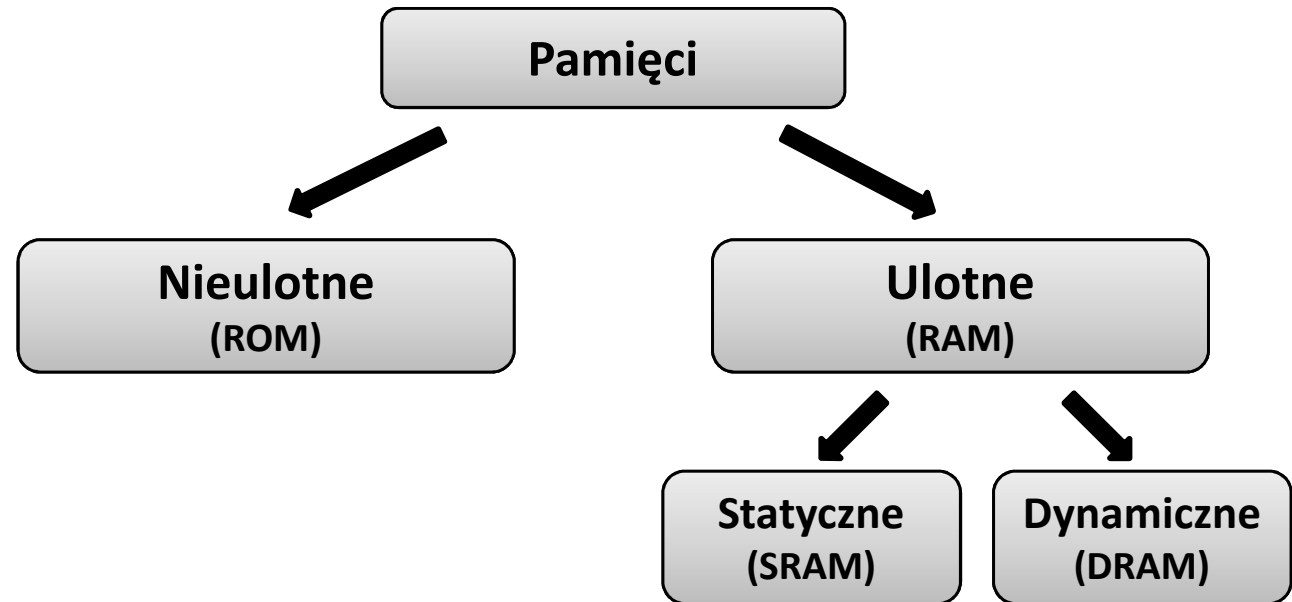 Pamięci
Nieulotne
(ROM)
Ulotne
(RAM)
Statyczne
(SRAM)
Dynamiczne
(DRAM)